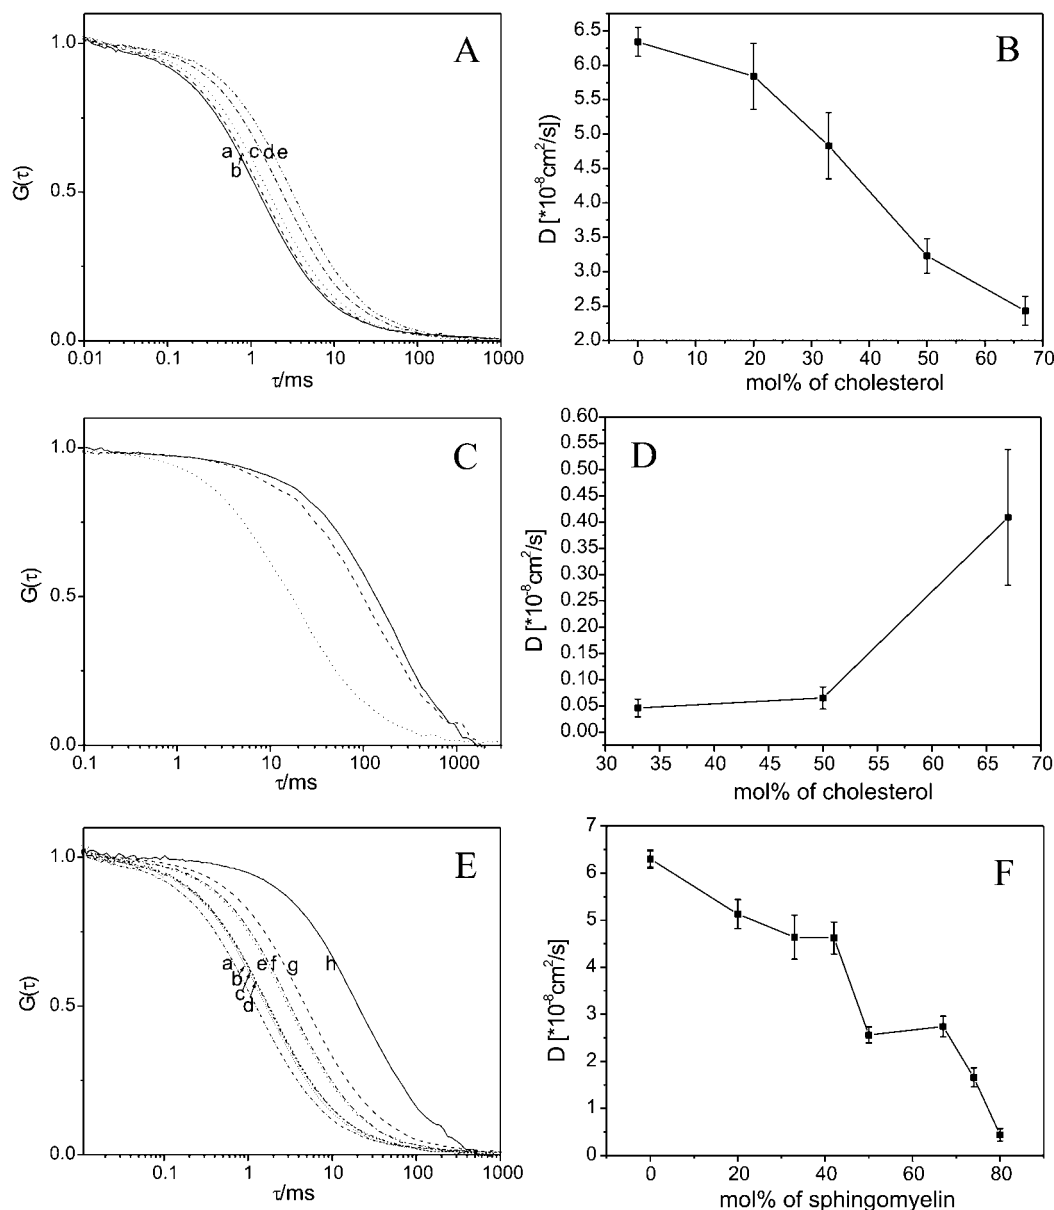 A
1.0
0.5
0.0
G(τ)
a c d e
b
0.01 0.1 1 10 100 1000
τ/ms
B
6.5
6.0
5.5
5.0
4.5
4.0
3.5
3.0
2.5
2.0
D [*10⁻⁸cm²/s])
0 10 20 30 40 50 60 70
mol% of cholesterol
C
1.0
0.5
0.0
G(τ)
0.1 1 10 100 1000
τ/ms
D
0.60
0.55
0.50
0.45
0.40
0.35
0.30
0.25
0.20
0.15
0.10
0.05
0.00
D [*10⁻⁸cm²/s]
30 35 40 45 50 55 60 65 70
mol% of cholesterol
E
1.0
0.5
0.0
G(τ)
a e f g h
b
c
d
0.1 1 10 100 1000
τ/ms
F
7
6
5
4
3
2
1
0
D [*10⁻⁸cm²/s]
0 20 40 60 80
mol% of sphingomyelin